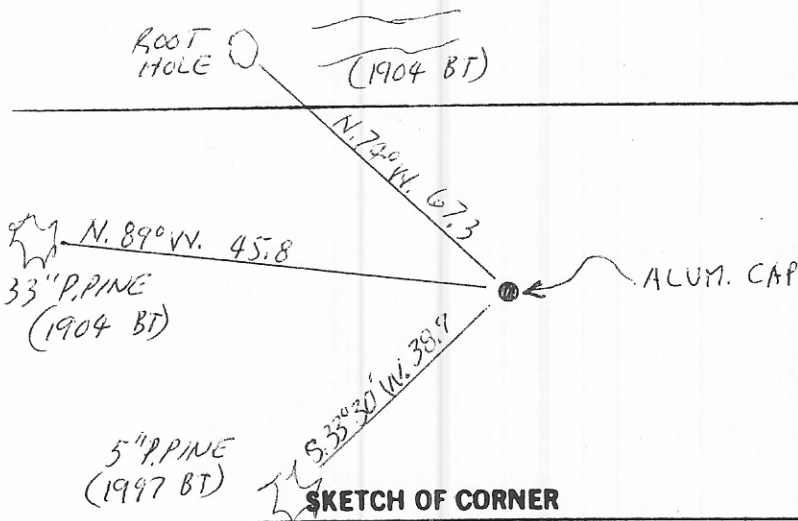 ROOT
HOLE
(1904 BT)
N.74°W. 67.3
N. 89° W. 45.8
33" P.PINE
(1904 BT)
ALUM. CAP
S.33°30'W. 38.9
5" P.PINE
(1997 BT)
SKETCH OF CORNER